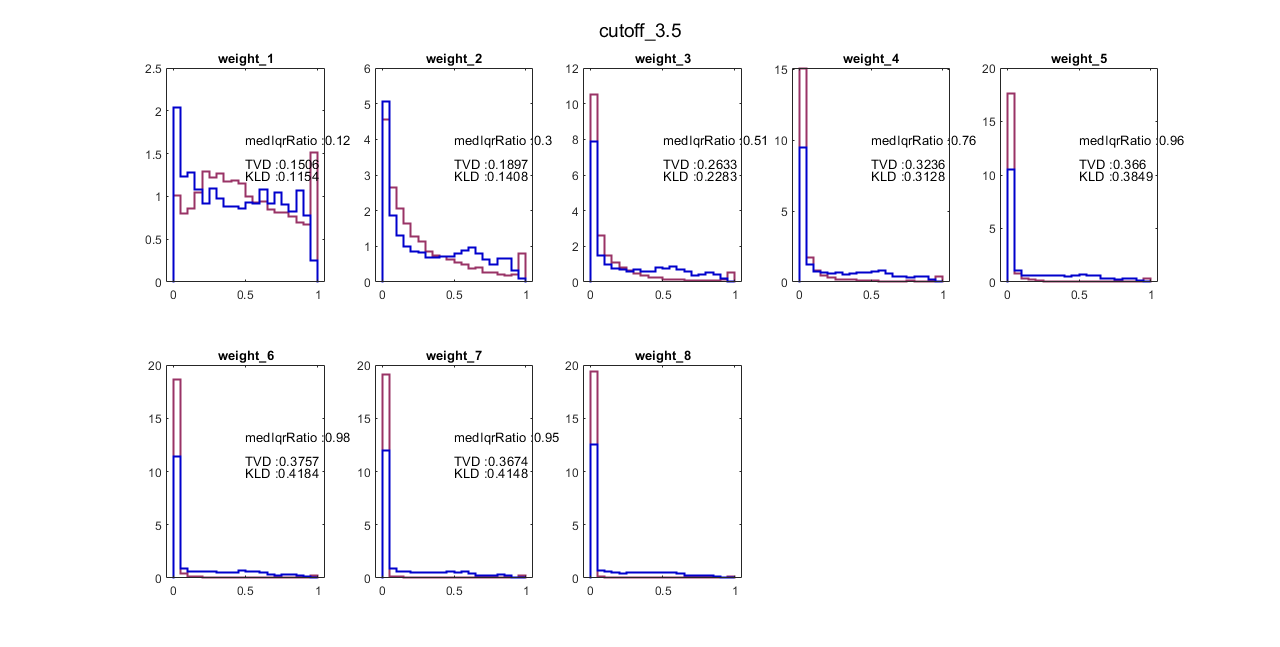 cutoff_3.5
weight_1
weight_2
weight_3
weight_4
weight_5
2.5
2
1.5
1
0.5
0
0 0.5 1
medIqrRatio :0.12
TVD :0.1506
KLD :0.1154
6
5
4
3
2
1
0
0 0.5 1
medIqrRatio :0.3
TVD :0.1897
KLD :0.1408
12
10
8
6
4
2
0
0 0.5 1
medIqrRatio :0.51
TVD :0.2633
KLD :0.2283
15
10
5
0
0 0.5 1
medIqrRatio :0.76
TVD :0.3236
KLD :0.3128
20
15
10
5
0
0 0.5 1
medIqrRatio :0.96
TVD :0.366
KLD :0.3849
weight_6
weight_7
weight_8
20
15
10
5
0
0 0.5 1
medIqrRatio :0.98
TVD :0.3757
KLD :0.4184
20
15
10
5
0
0 0.5 1
medIqrRatio :0.95
TVD :0.3674
KLD :0.4148
20
15
10
5
0
0 0.5 1